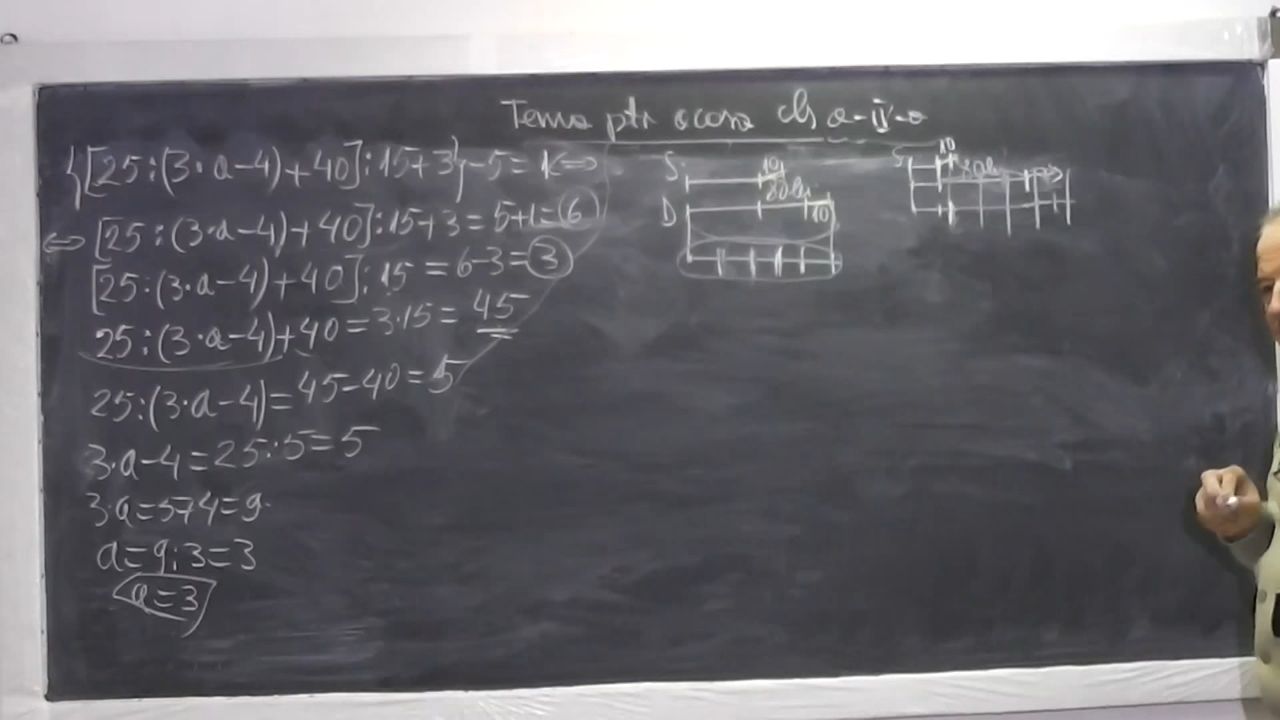 Tema ptr acasa cls a-IV-a
{[25:(3·a-4)+40]:15+3}-5=1<=>
<=> [25:(3·a-4)+40]:15+3=5+1=6
[25:(3·a-4)+40]:15=6-3=3
25:(3·a-4)+40=3·15=45
25:(3·a-4)=45-40=5
3·a-4=25:5=5
3·a=5+4=9
a=9:3=3
a=3
S
10
80
D
10
S
10